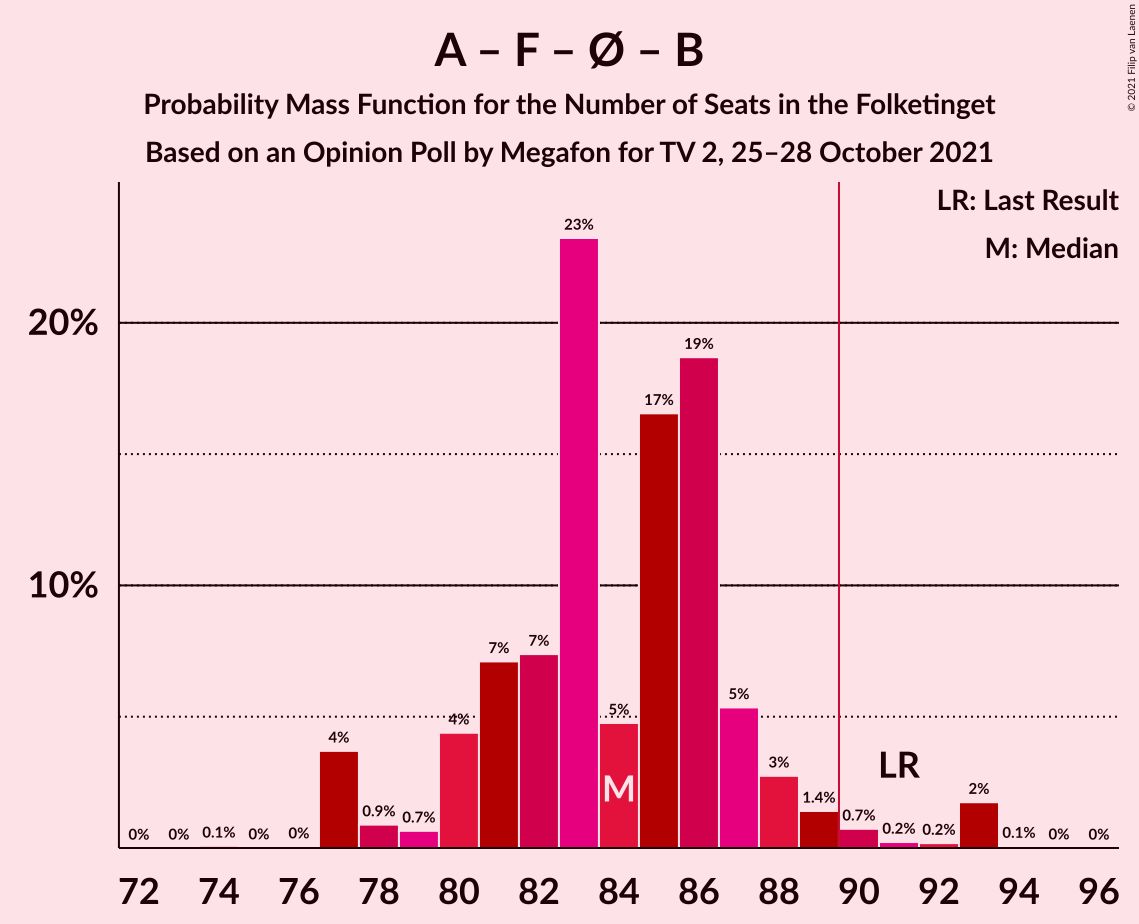 A – F – Ø – B
Probability Mass Function for the Number of Seats in the Folketinget
Based on an Opinion Poll by Megafon for TV 2, 25–28 October 2021
© 2021 Filip van Laenen
LR: Last Result
M: Median
20%
10%
0% 0% 0.1% 0% 0% 4% 0.9% 0.7% 4% 7% 7% 23% 5% 17% 19% 5% 3% 1.4% 0.7% 0.2% 0.2% 2% 0.1% 0% 0%
M
LR
72 74 76 78 80 82 84 86 88 90 92 94 96